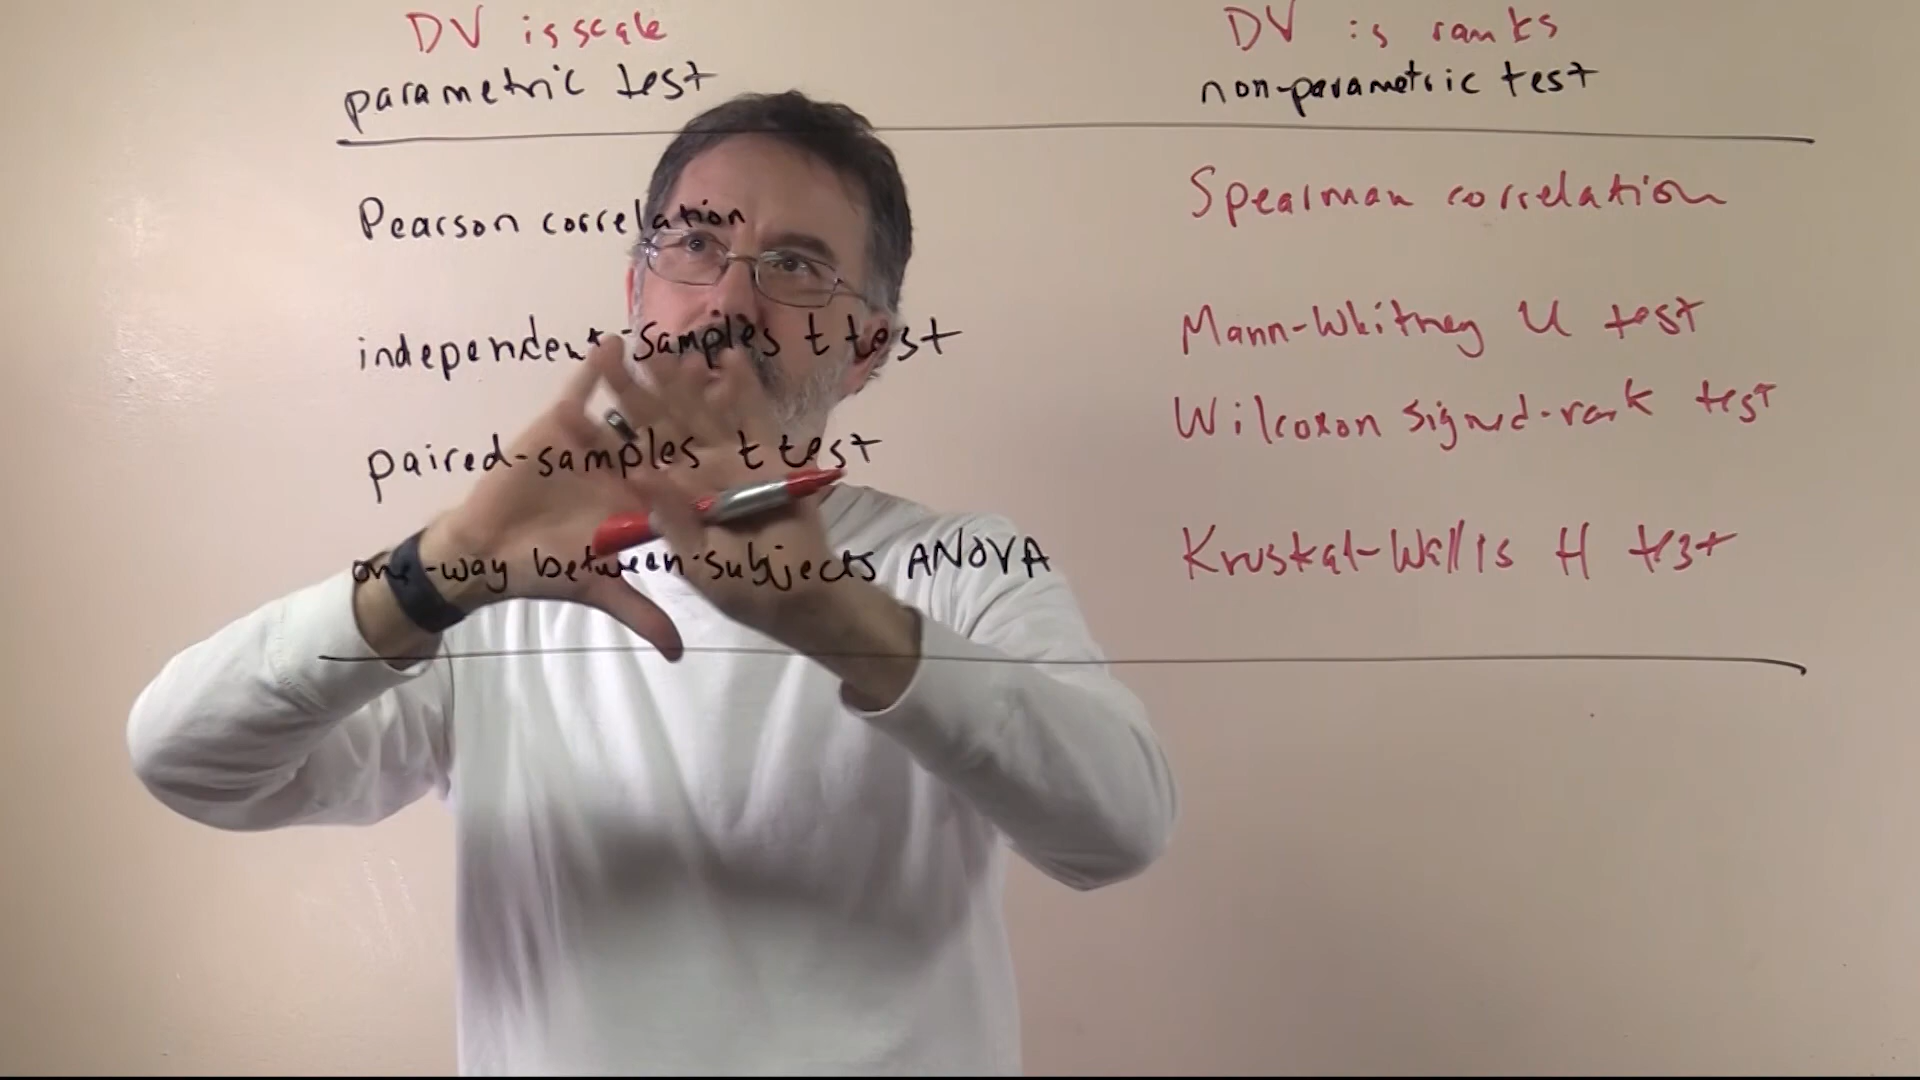 DV is scale
parametric test
DV is ranks
non-parametric test
Pearson correlation
Spearman correlation
independent-samples t test
Mann-Whitney U test
paired-samples t test
Wilcoxon signed-rank test
one-way between-subjects ANOVA
Kruskal-Wallis H test